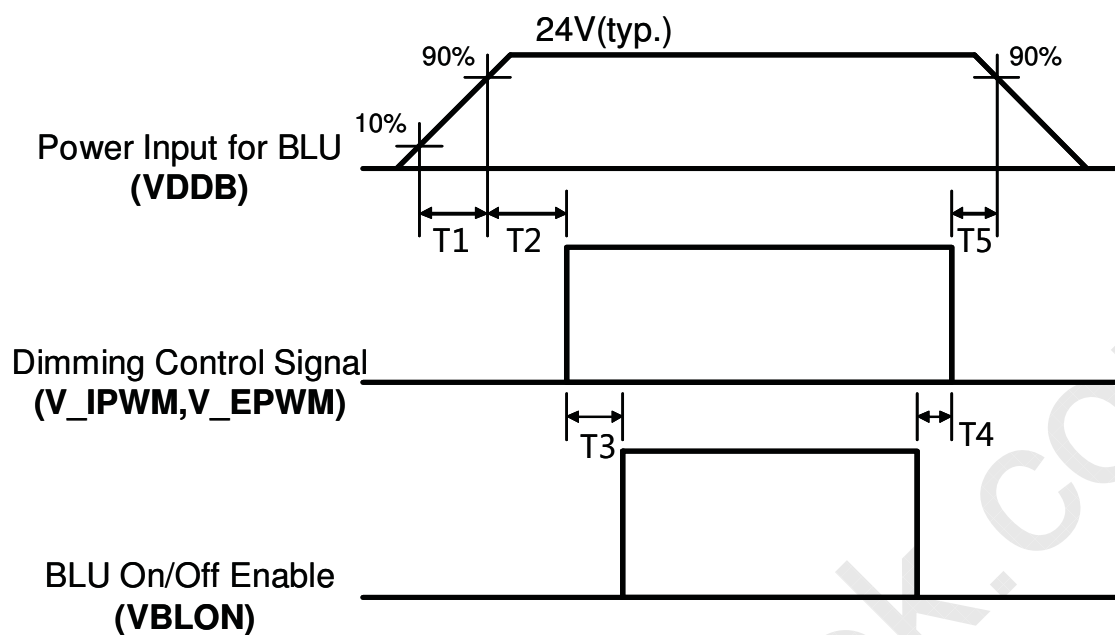 24V(typ.)
90%
90%
10%
Power Input for BLU
(VDDB)
T1
T2
T5
Dimming Control Signal
(V_IPWM,V_EPWM)
T3
T4
BLU On/Off Enable
(VBLON)
k.co